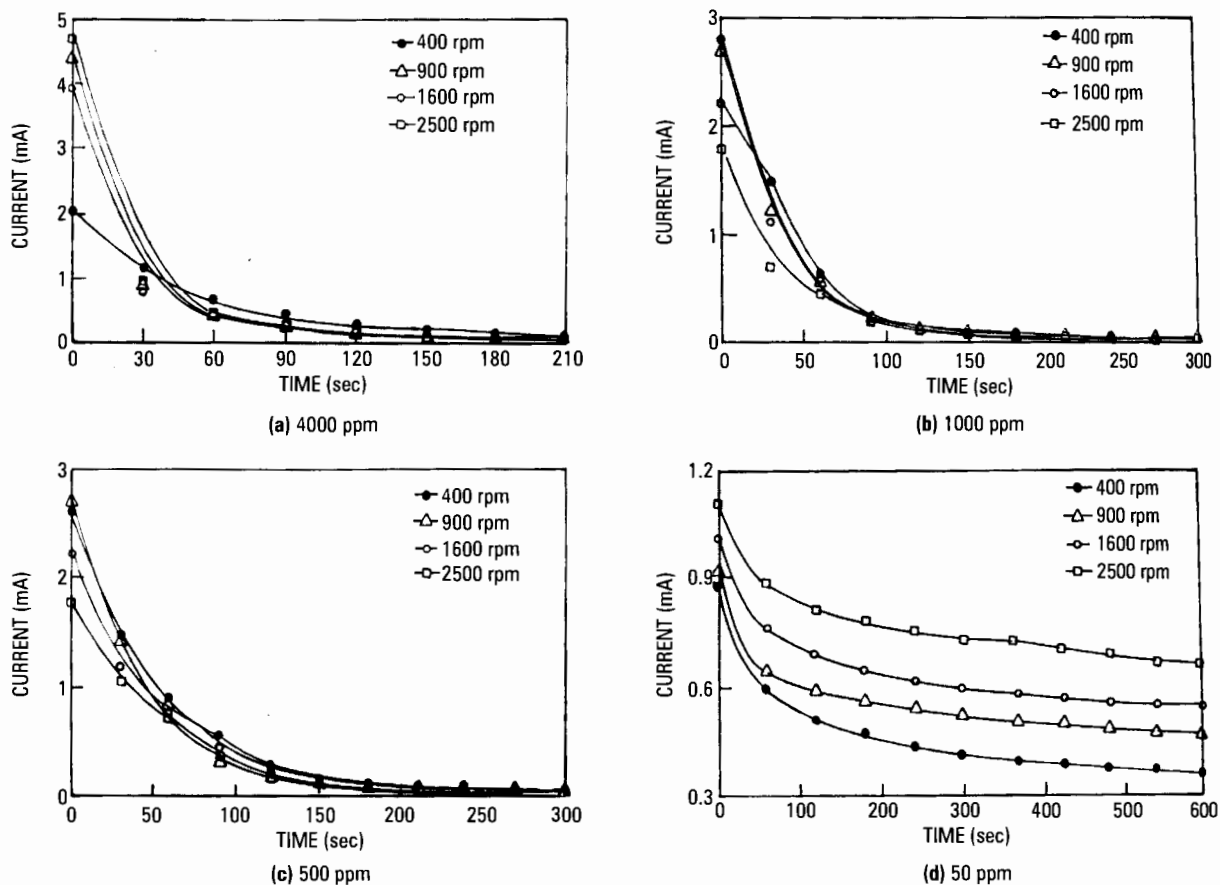 5
4
3
2
1
0
CURRENT (mA)
0 30 60 90 120 150 180 210
TIME (sec)
400 rpm
900 rpm
1600 rpm
2500 rpm
(a) 4000 ppm
3
2
1
0
CURRENT (mA)
0 50 100 150 200 250 300
TIME (sec)
400 rpm
900 rpm
1600 rpm
2500 rpm
(b) 1000 ppm
3
2
1
0
CURRENT (mA)
0 50 100 150 200 250 300
TIME (sec)
400 rpm
900 rpm
1600 rpm
2500 rpm
(c) 500 ppm
1.2
0.9
0.6
0.3
CURRENT (mA)
0 120 240 300 480 600
TIME (sec)
400 rpm
900 rpm
1600 rpm
2500 rpm
(d) 50 ppm